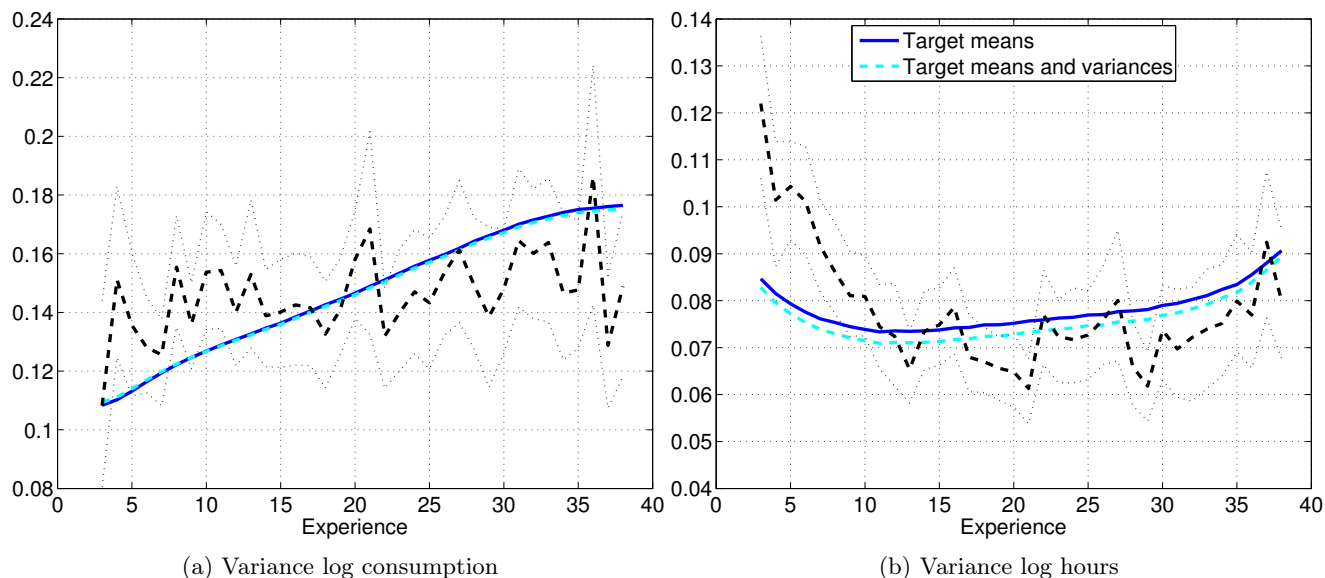 0.24
0.22
0.2
0.18
0.16
0.14
0.12
0.1
0.08
0 5 10 15 20 25 30 35 40
Experience
(a) Variance log consumption
0.14
0.13
0.12
0.11
0.1
0.09
0.08
0.07
0.06
0.05
0.04
Target means
Target means and variances
0 5 10 15 20 25 30 35 40
Experience
(b) Variance log hours